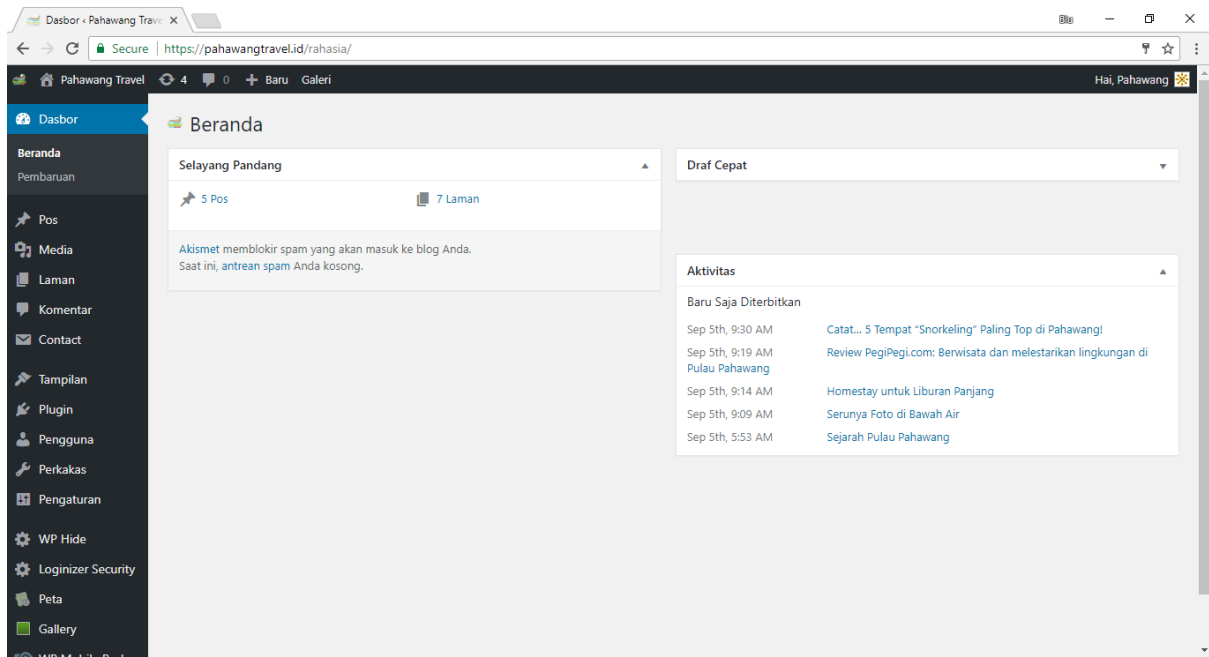 Dasbor ‹ Pahawang Trave
Blu
Secure | https://pahawangtravel.id/rahasia/
Pahawang Travel 4 0 Baru Galeri
Hai, Pahawang
Dasbor
Beranda
Pembaruan
Pos
Media
Laman
Komentar
Contact
Tampilan
Plugin
Pengguna
Perkakas
Pengaturan
WP Hide
Loginizer Security
Peta
Gallery
Beranda
Selayang Pandang
5 Pos
7 Laman
Akismet memblokir spam yang akan masuk ke blog Anda.
Saat ini, antrean spam Anda kosong.
Draf Cepat
Aktivitas
Baru Saja Diterbitkan
Sep 5th, 9:30 AM Catat... 5 Tempat “Snorkeling” Paling Top di Pahawang!
Sep 5th, 9:19 AM Review PegiPegi.com: Berwisata dan melestarikan lingkungan di
Pulau Pahawang
Sep 5th, 9:14 AM Homestay untuk Liburan Panjang
Sep 5th, 9:09 AM Serunya Foto di Bawah Air
Sep 5th, 5:53 AM Sejarah Pulau Pahawang